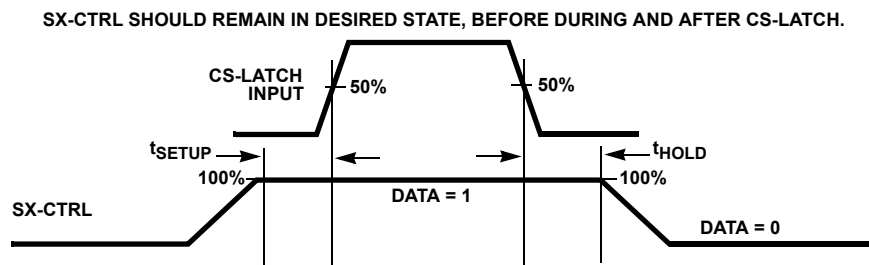 SX-CTRL SHOULD REMAIN IN DESIRED STATE, BEFORE DURING AND AFTER CS-LATCH.
CS-LATCH
INPUT
50%
50%
tSETUP
tHOLD
100%
100%
SX-CTRL
DATA = 1
DATA = 0